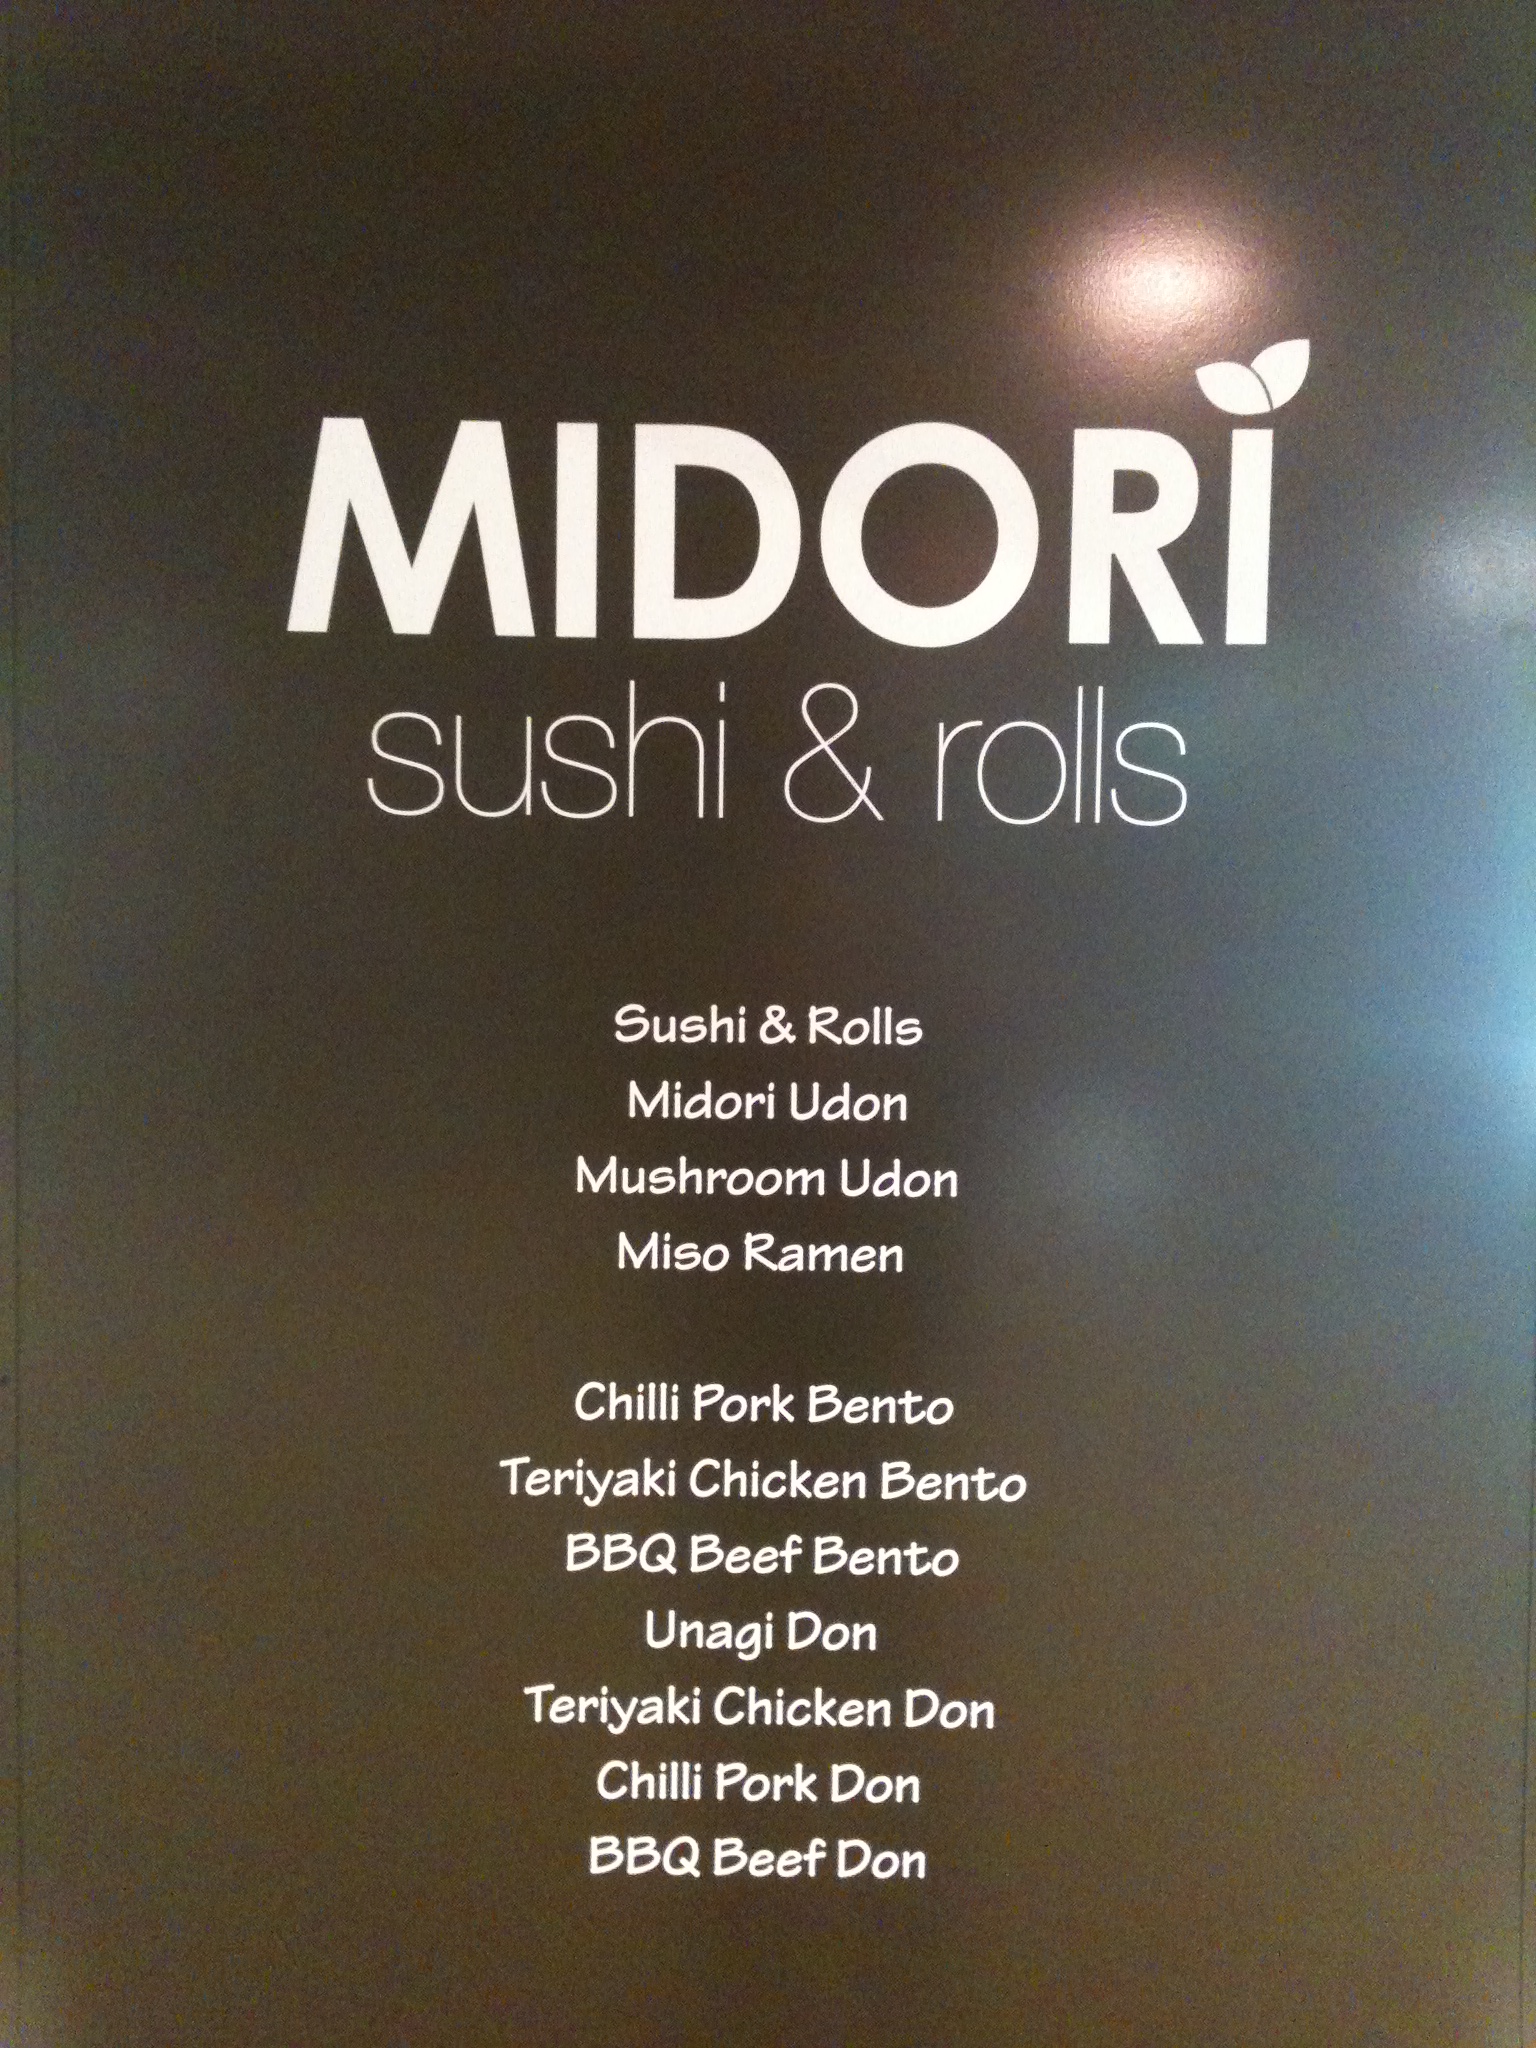 MIDORI
sushi & rolls
Sushi & Rolls
Midori Udon
Mushroom Udon
Miso Ramen
Chilli Pork Bento
Teriyaki Chicken Bento
BBQ Beef Bento
Unagi Don
Teriyaki Chicken Don
Chilli Pork Don
BBQ Beef Don